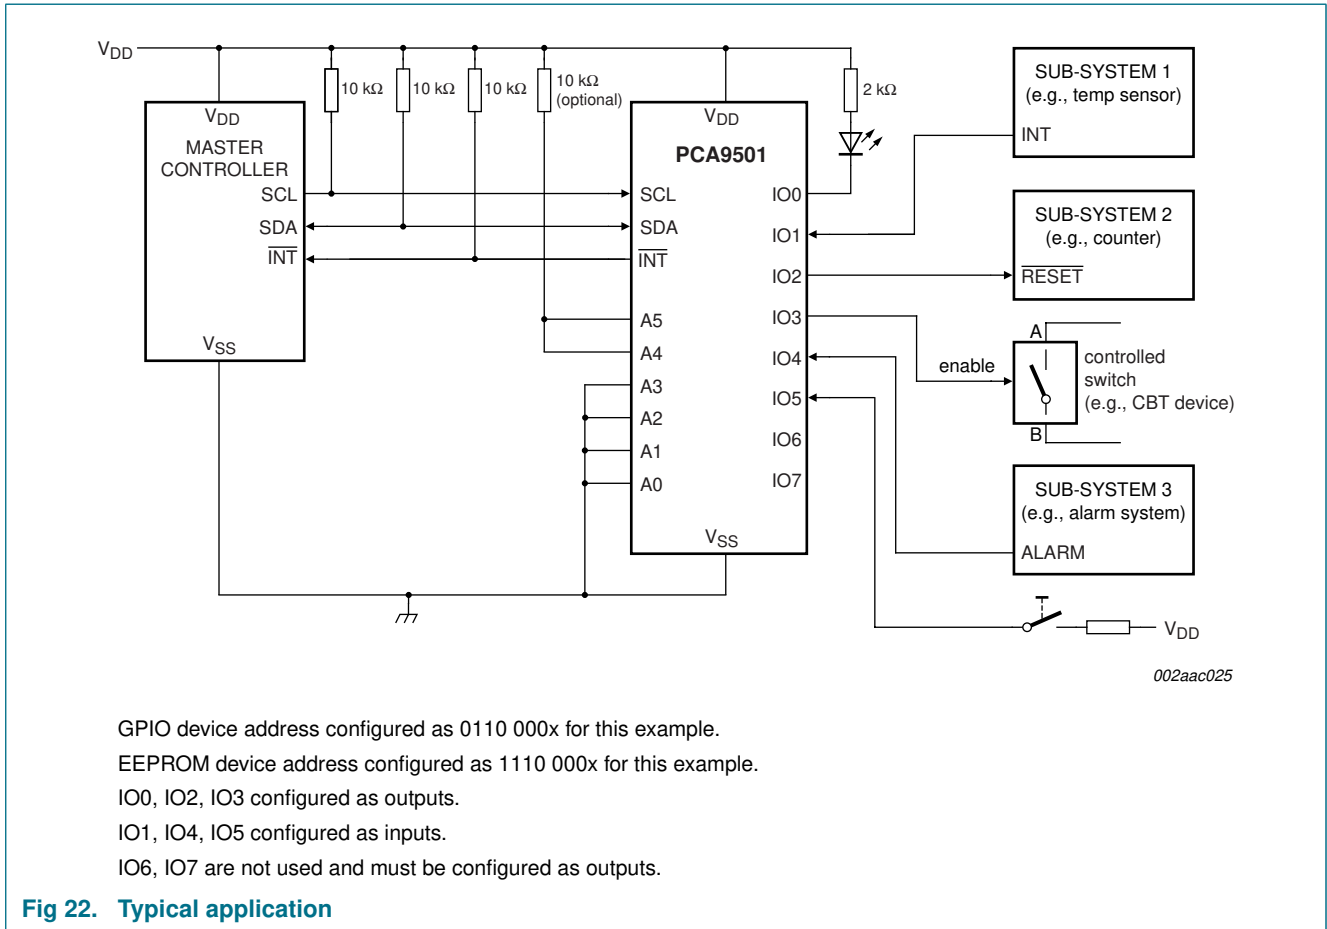 VDD
10 kΩ
10 kΩ
10 kΩ
10 kΩ
(optional)
2 kΩ
VDD
MASTER
CONTROLLER
SCL
SDA
INT
VSS
VDD
PCA9501
SCL
SDA
INT
A5
A4
A3
A2
A1
A0
IO0
IO1
IO2
IO3
IO4
IO5
IO6
IO7
VSS
SUB-SYSTEM 1
(e.g., temp sensor)
INT
SUB-SYSTEM 2
(e.g., counter)
RESET
A
enable
controlled
switch
(e.g., CBT device)
B
SUB-SYSTEM 3
(e.g., alarm system)
ALARM
VDD
002aac025
GPIO device address configured as 0110 000x for this example.
EEPROM device address configured as 1110 000x for this example.
IO0, IO2, IO3 configured as outputs.
IO1, IO4, IO5 configured as inputs.
IO6, IO7 are not used and must be configured as outputs.
Fig 22. Typical application